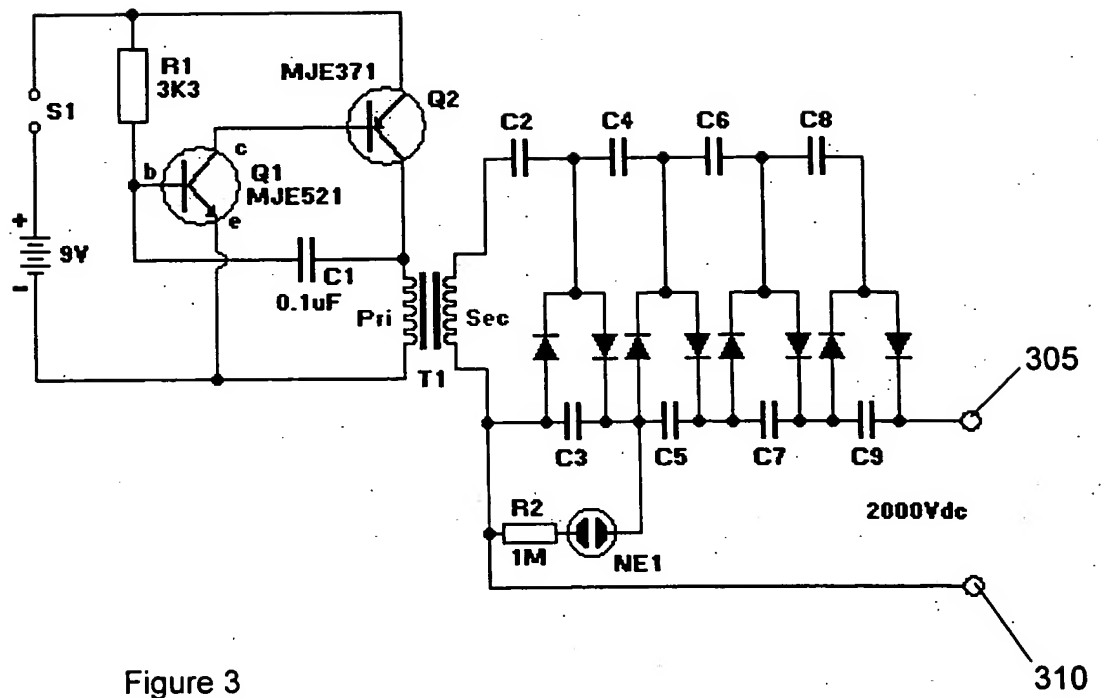 R1
3K3
S1
MJE371
Q2
b
c
Q1
MJE521
e
+
9V
-
C1
0.1uF
Pri
Sec
T1
C2
C4
C6
C8
C3
C5
C7
C9
R2
1M
NE1
2000Vdc
305
310
Figure 3